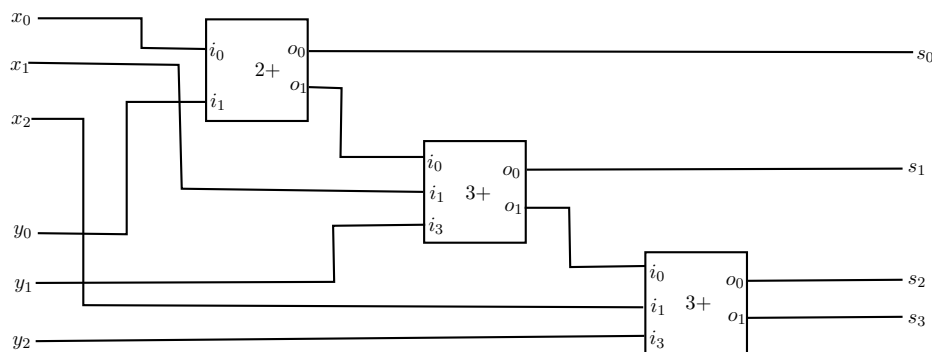 x₀
i₀ o₀ s₀
2+
x₁
o₁
i₁
x₂
i₀ o₀ s₁
i₁ 3+
o₁
y₀ i₃
i₀ o₀ s₂
y₁
i₁ 3+ o₁ s₃
y₂ i₃